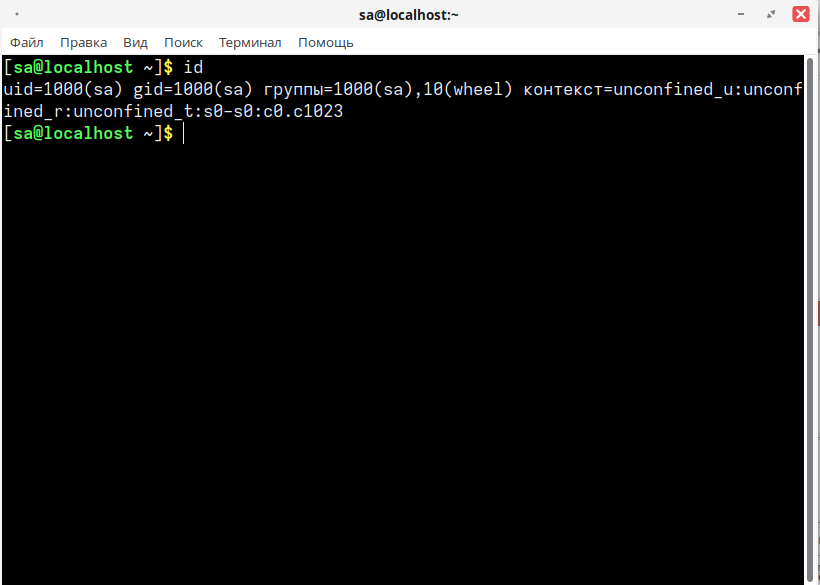 sa@localhost:~
Файл Правка Вид Поиск Терминал Помощь
[sa@localhost ~]$ id
uid=1000(sa) gid=1000(sa) группы=1000(sa),10(wheel) контекст=unconfined_u:unconf
ined_r:unconfined_t:s0-s0:c0.c1023
[sa@localhost ~]$